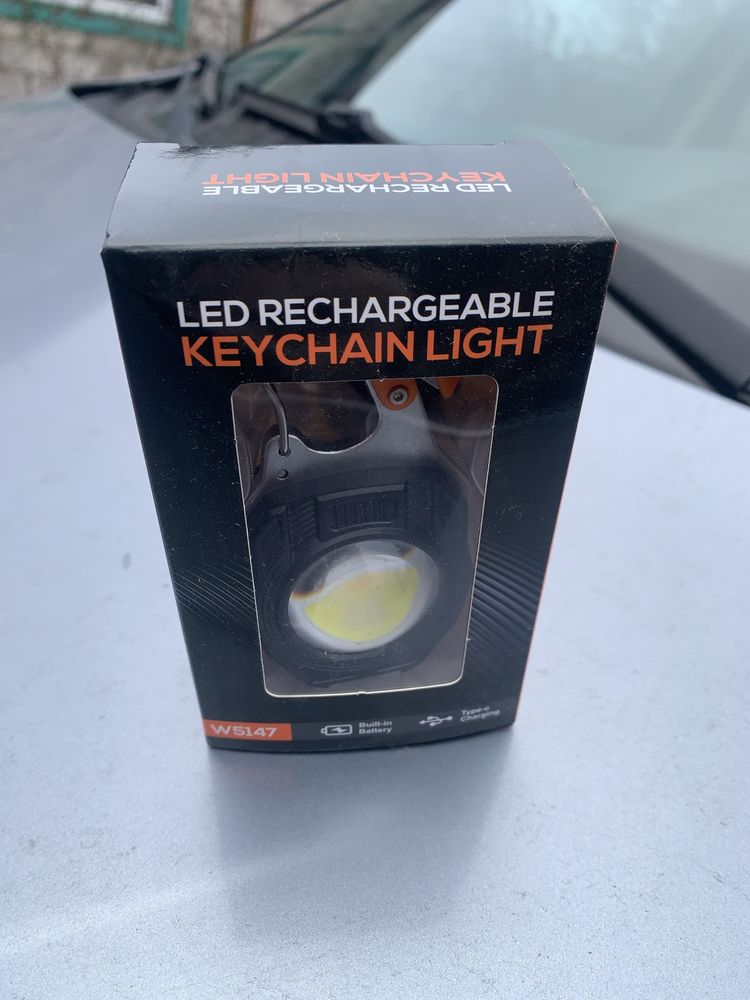 LED RECHARGEABLE
KEYCHAIN LIGHT
LED RECHARGEABLE
KEYCHAIN LIGHT
W5147
Built-in
Battery
Type-c
Charging